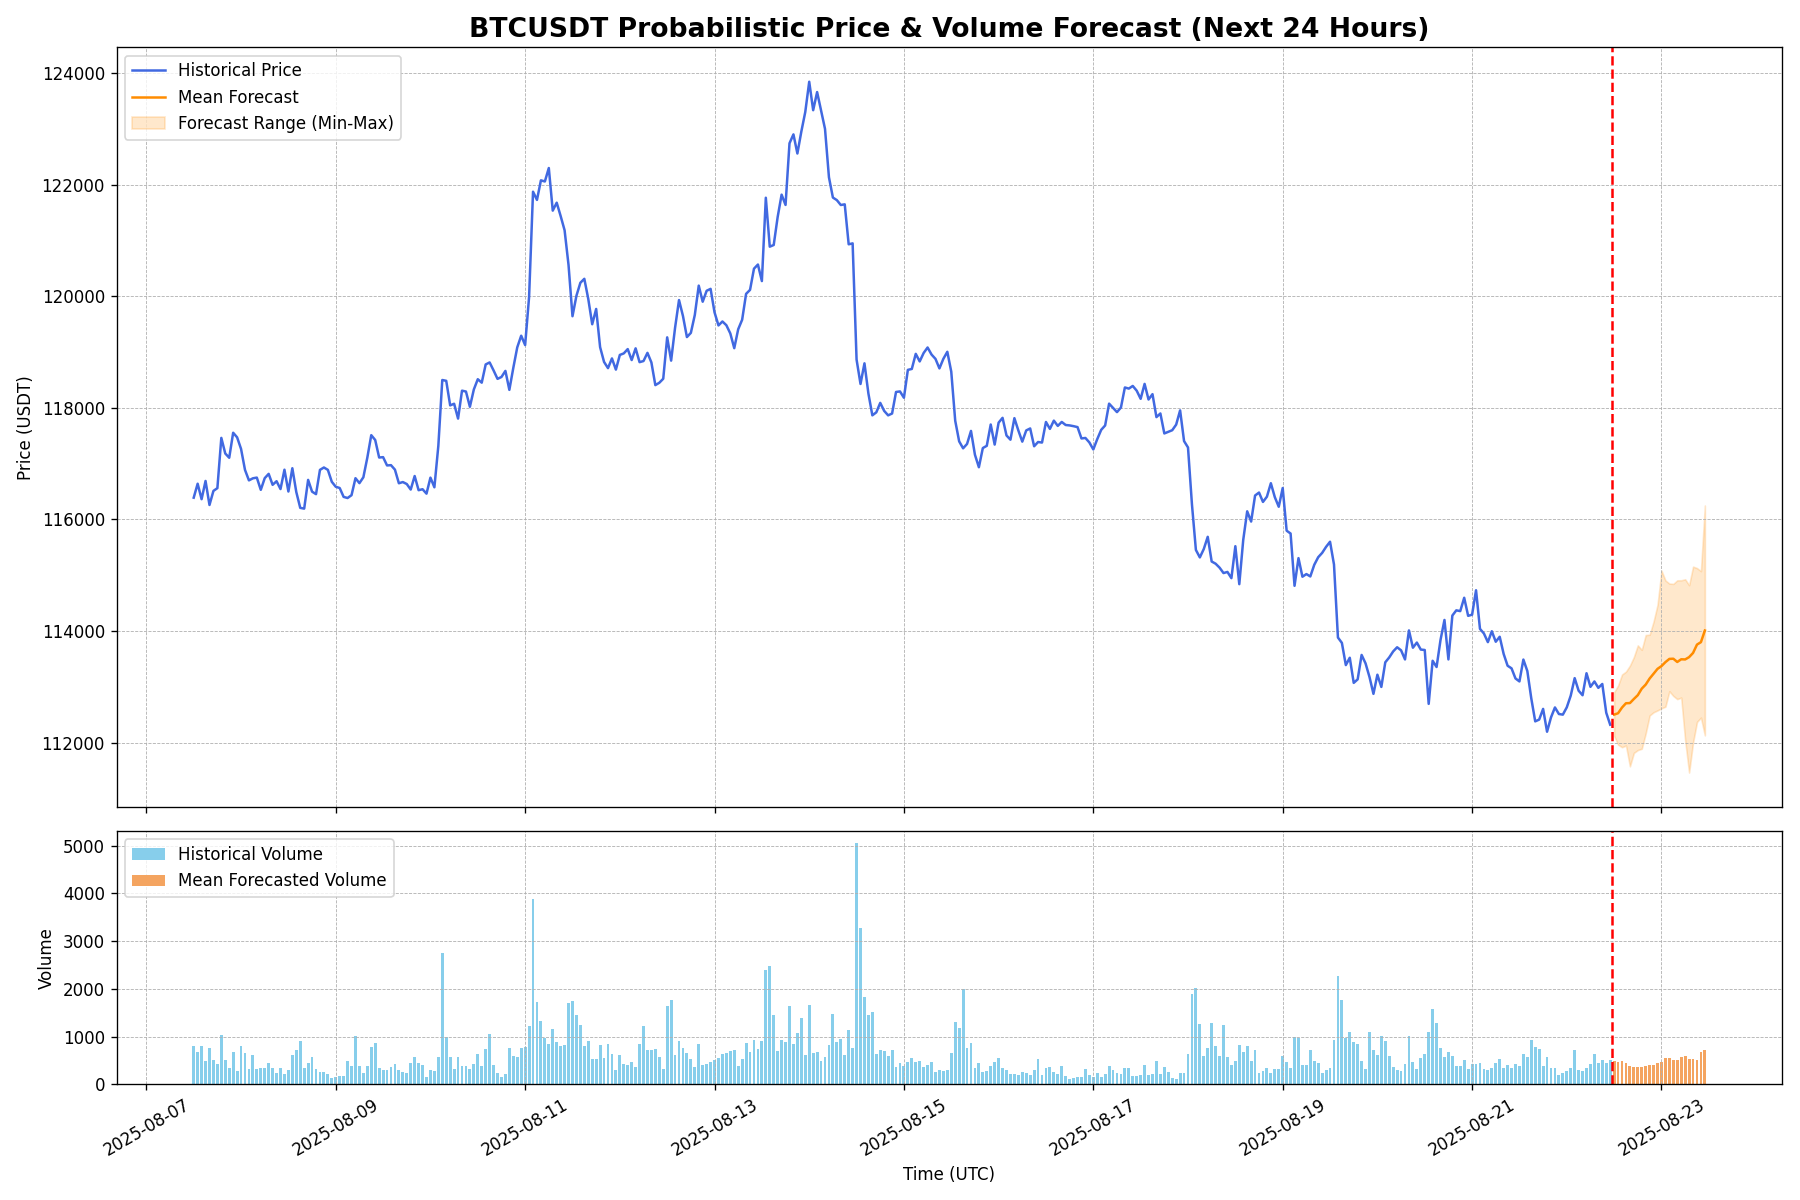 BTCUSDT Probabilistic Price & Volume Forecast (Next 24 Hours)
Historical Price
Mean Forecast
Forecast Range (Min-Max)
Price (USDT)
124000
122000
120000
118000
116000
114000
112000
Historical Volume
Mean Forecasted Volume
Volume
5000
4000
3000
2000
1000
0
2025-08-07
2025-08-09
2025-08-11
2025-08-13
2025-08-15
2025-08-17
2025-08-19
2025-08-21
2025-08-23
Time (UTC)